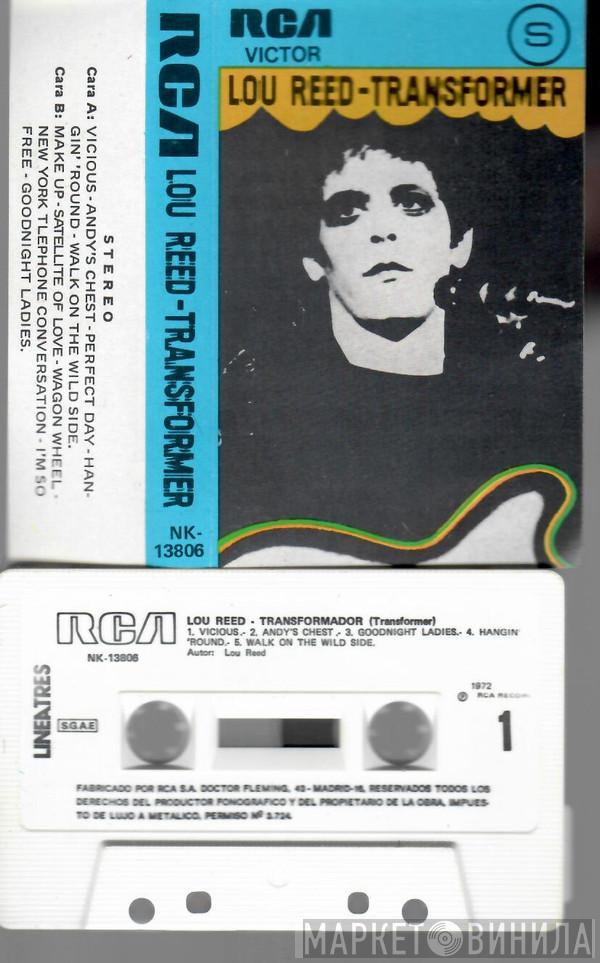 RCA
VICTOR
S
LOU REED-TRANSFORMER
RCA LOU REED-TRANSFORMER
NK-
13806
STEREO
Cara A: VICIOUS - ANDY'S CHEST - PERFECT DAY - HAN-
GIN' 'ROUND - WALK ON THE WILD SIDE.
Cara B: MAKE UP - SATELLITE OF LOVE - WAGON WHEEL -
NEW YORK TLEPHONE CONVERSATION - I'M SO
FREE - GOODNIGHT LADIES.
RCA
NK-13806
LOU REED - TRANSFORMADOR (Transformer)
1. VICIOUS.- 2. ANDY'S CHEST.- 3. GOODNIGHT LADIES.- 4. HANGIN'
'ROUND.- 5. WALK ON THE WILD SIDE.
Autor: Lou Reed
LINEATRES
S.G.A.E
1972
Ⓟ RCA RECORD
1
FABRICADO POR RCA S.A. DOCTOR FLEMING, 43 - MADRID-16, RESERVADOS TODOS LOS
DERECHOS DEL PRODUCTOR FONOGRAFICO Y DEL PROPIETARIO DE LA OBRA, IMPUES-
TO DE LUJO A METALICO, PERMISO Nº 3.724.
МАРКЕТ ВИНИЛА